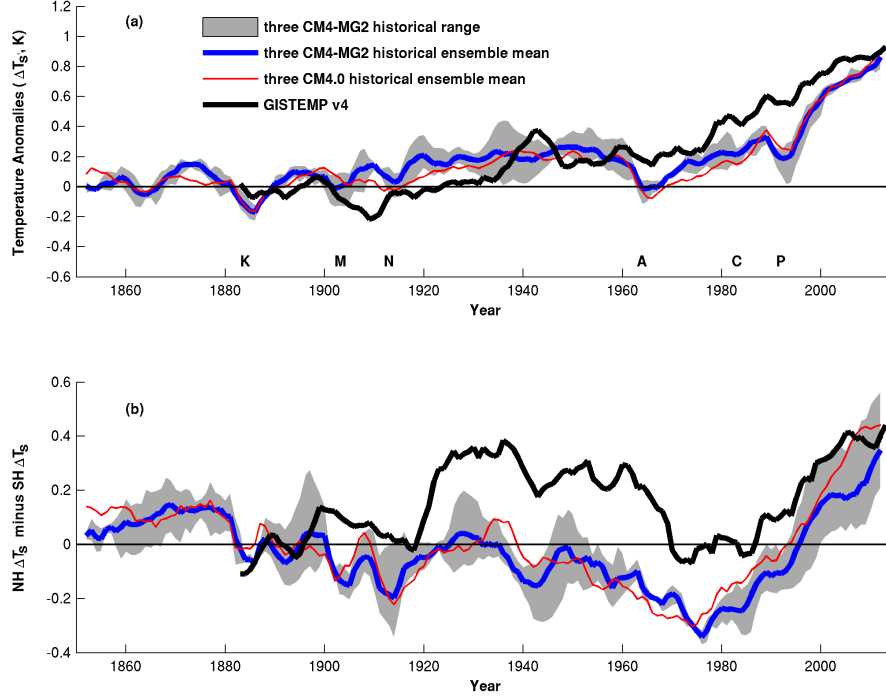 1.2
(a)
three CM4-MG2 historical range
1
three CM4-MG2 historical ensemble mean
0.8
three CM4.0 historical ensemble mean
GISTEMP v4
0.6
0.4
0.2
0
-0.2
-0.4
-0.6
Temperature Anomalies ( ΔTS, K)
K M N A C P
1860 1880 1900 1920 1940 1960 1980 2000
Year
0.6
(b)
0.4
0.2
0
-0.2
-0.4
NH ΔTS minus SH ΔTS
1860 1880 1900 1920 1940 1960 1980 2000
Year